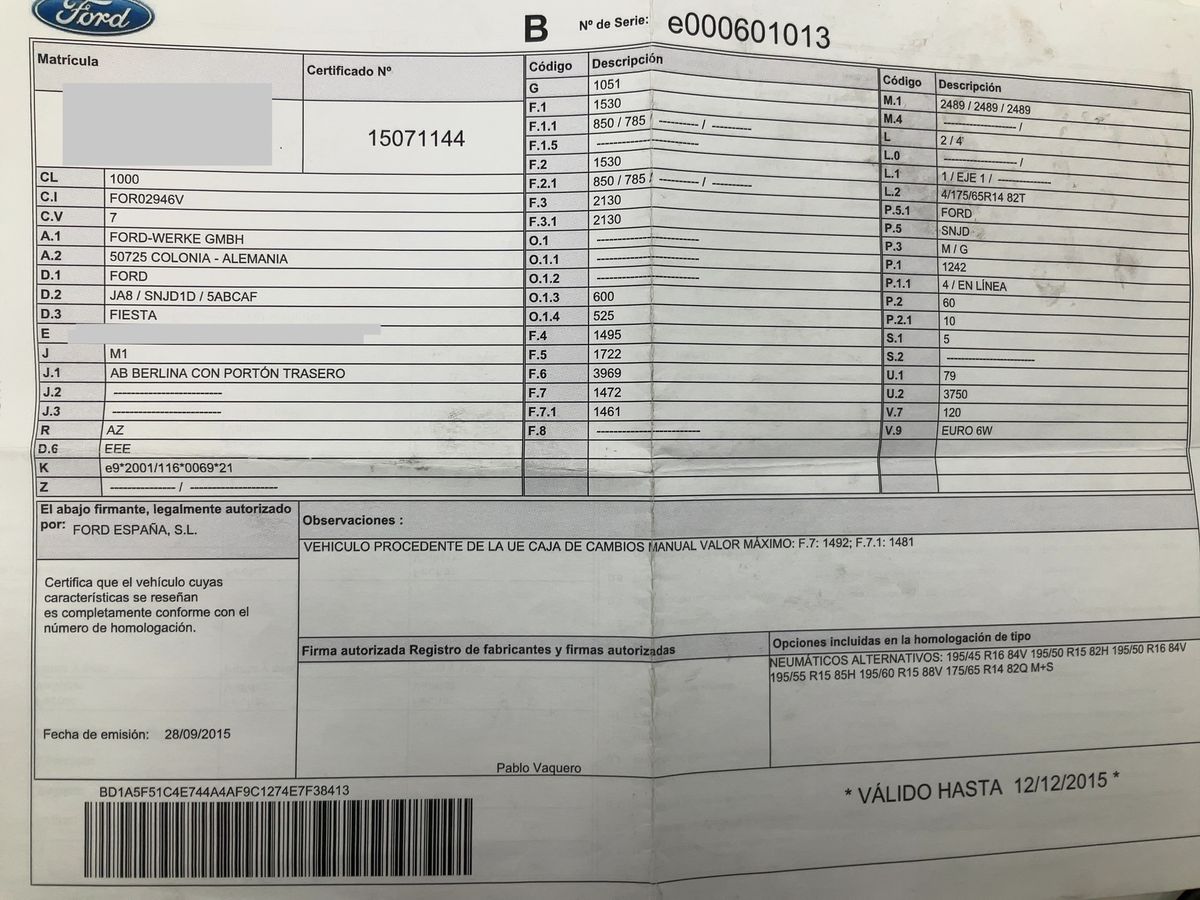 Ford
B Nº de Serie: e000601013
Matrícula
Certificado Nº
15071144
CL 1000
C.I FOR02946V
C.V 7
A.1 FORD-WERKE GMBH
A.2 50725 COLONIA - ALEMANIA
D.1 FORD
D.2 JA8 / SNJD1D / 5ABCAF
D.3 FIESTA
E
J M1
J.1 AB BERLINA CON PORTÓN TRASERO
J.2 ------------------------
J.3 ------------------------
R AZ
D.6 EEE
K e9*2001/116*0069*21
Z --------------- / --------------------
Código Descripción
G 1051
F.1 1530
F.1.1 850 / 785 / --------- / ---------
F.1.5 ------------------------
F.2 1530
F.2.1 850 / 785 / --------- / ---------
F.3 2130
F.3.1 2130
O.1 ------------------------
O.1.1 ------------------------
O.1.2 ------------------------
O.1.3 600
O.1.4 525
F.4 1495
F.5 1722
F.6 3969
F.7 1472
F.7.1 1461
F.8 ------------------------
Código Descripción
M.1 2489 / 2489 / 2489
M.4 ----------------- /
L 2 / 4
L.0 ----------------- /
L.1 1 / EJE 1 / ------------
L.2 4/175/65R14 82T
P.5.1 FORD
P.5 SNJD
P.3 M / G
P.1 1242
P.1.1 4 / EN LÍNEA
P.2 60
P.2.1 10
S.1 5
S.2 --------------------
U.1 79
U.2 3750
V.7 120
V.9 EURO 6W
El abajo firmante, legalmente autorizado
por: FORD ESPAÑA, S.L.
Certifica que el vehículo cuyas
características se reseñan
es completamente conforme con el
número de homologación.
Fecha de emisión: 28/09/2015
Observaciones :
VEHICULO PROCEDENTE DE LA UE CAJA DE CAMBIOS MANUAL VALOR MÁXIMO: F.7: 1492; F.7.1: 1481
Firma autorizada Registro de fabricantes y firmas autorizadas
Pablo Vaquero
Opciones incluidas en la homologación de tipo
NEUMÁTICOS ALTERNATIVOS: 195/45 R16 84V 195/50 R15 82H 195/50 R16 84V
195/55 R15 85H 195/60 R15 88V 175/65 R14 82Q M+S
BD1A5F51C4E744A4AF9C1274E7F38413
* VÁLIDO HASTA 12/12/2015 *